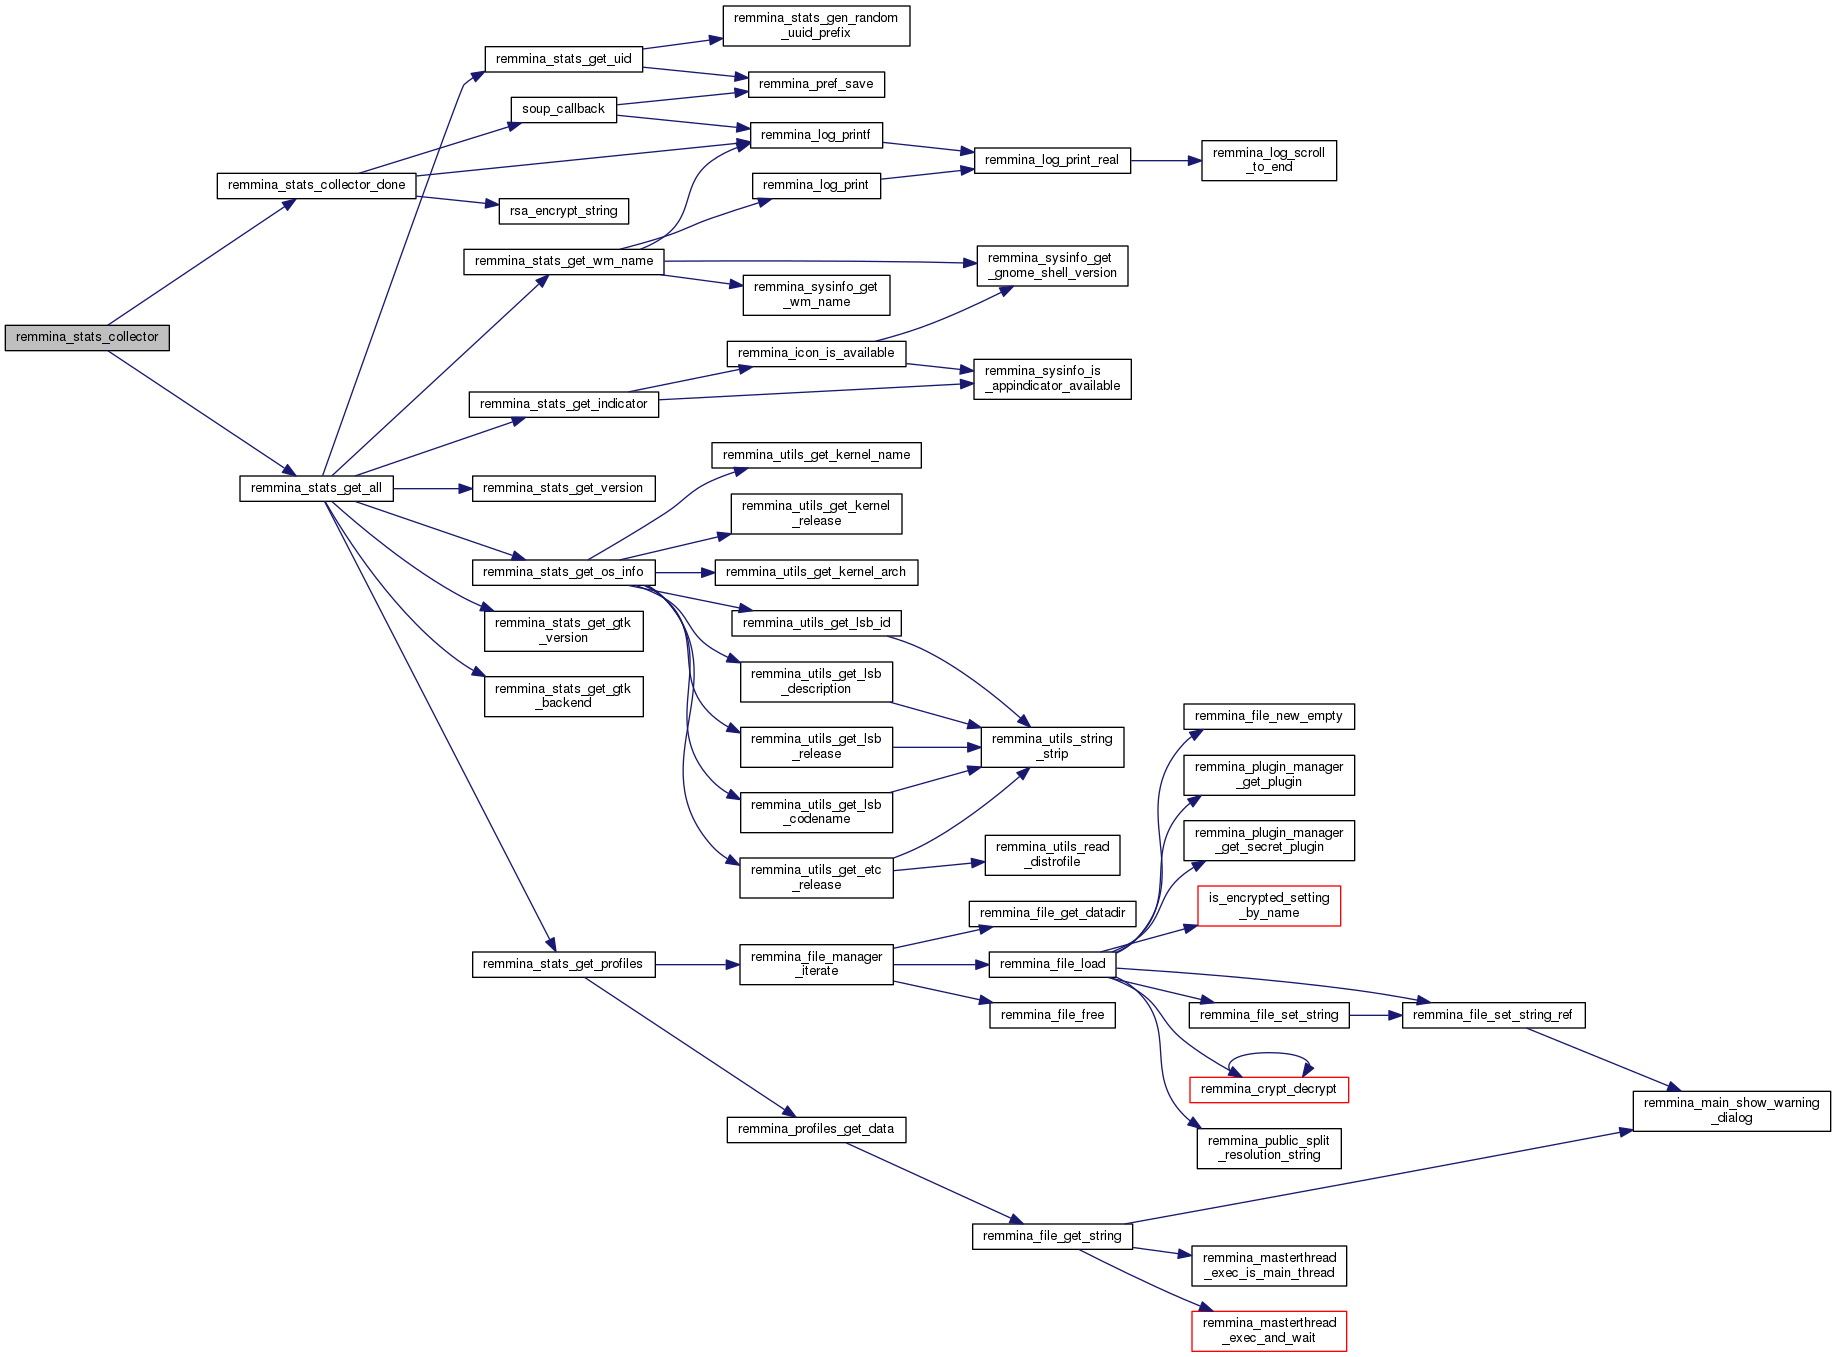 remmina_stats_collector
remmina_stats_collector_done
remmina_stats_get_all
remmina_stats_get_uid
soup_callback
rsa_encrypt_string
remmina_stats_get_wm_name
remmina_stats_get_indicator
remmina_stats_get_version
remmina_stats_get_os_info
remmina_stats_get_gtk
_version
remmina_stats_get_gtk
_backend
remmina_stats_get_profiles
remmina_stats_gen_random
_uuid_prefix
remmina_pref_save
remmina_log_printf
remmina_log_print
remmina_sysinfo_get
_wm_name
remmina_icon_is_available
remmina_utils_get_kernel_name
remmina_utils_get_kernel
_release
remmina_utils_get_kernel_arch
remmina_utils_get_lsb_id
remmina_utils_get_lsb
_description
remmina_utils_get_lsb
_release
remmina_utils_get_lsb
_codename
remmina_utils_get_etc
_release
remmina_file_manager
_iterate
remmina_profiles_get_data
remmina_log_print_real
remmina_sysinfo_get
_gnome_shell_version
remmina_sysinfo_is
_appindicator_available
remmina_utils_string
_strip
remmina_utils_read
_distrofile
remmina_file_get_datadir
remmina_file_load
remmina_file_free
remmina_file_get_string
remmina_log_scroll
_to_end
remmina_file_new_empty
remmina_plugin_manager
_get_plugin
remmina_plugin_manager
_get_secret_plugin
is_encrypted_setting
_by_name
remmina_file_set_string
remmina_crypt_decrypt
remmina_public_split
_resolution_string
remmina_masterthread
_exec_is_main_thread
remmina_masterthread
_exec_and_wait
remmina_file_set_string_ref
remmina_main_show_warning
_dialog